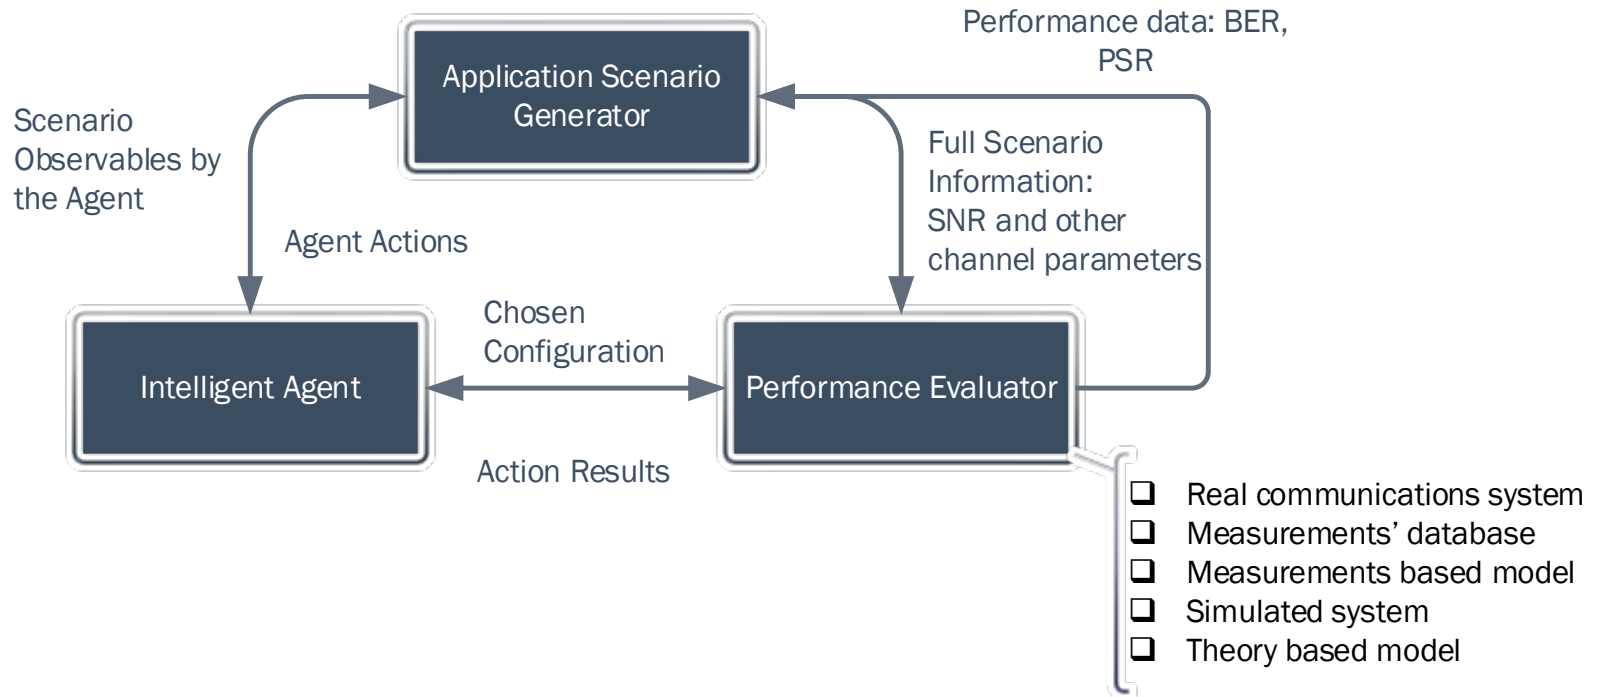 Performance data: BER,
PSR
Application Scenario
Generator
Scenario
Observables by
the Agent
Full Scenario
Information:
SNR and other
channel parameters
Agent Actions
Chosen
Configuration
Intelligent Agent
Performance Evaluator
Action Results
❑ Real communications system
❑ Measurements’ database
❑ Measurements based model
❑ Simulated system
❑ Theory based model